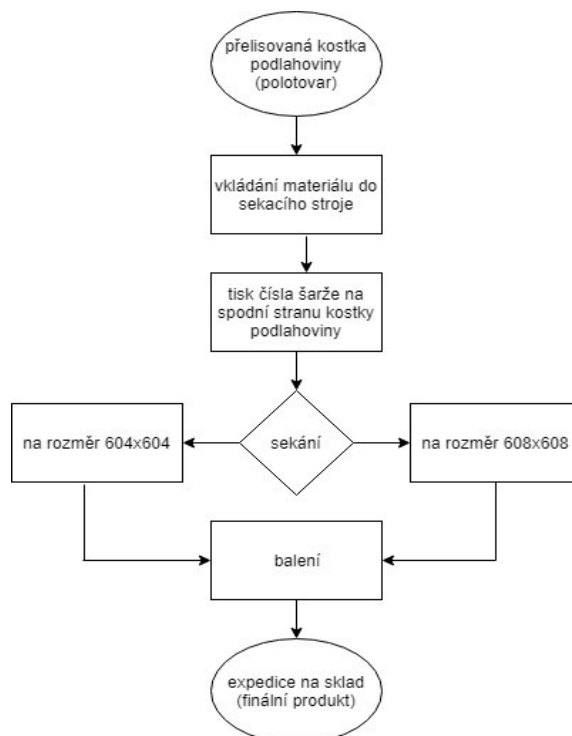 přelisovaná kostka
podlahoviny
(polotovar)
vkládání materiálu do
sekacího stroje
tisk čísla šarže na
spodní stranu kostky
podlahoviny
na rozměr 604x604
sekání
na rozměr 608x608
balení
expedice na sklad
(finální produkt)